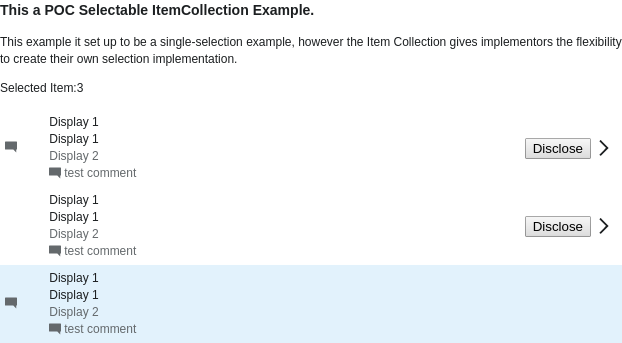 This a POC Selectable ItemCollection Example.
This example it set up to be a single-selection example, however the Item Collection gives implementors the flexibility
to create their own selection implementation.
Selected Item:3
Display 1
Display 1
Display 2
test comment
Disclose
Display 1
Display 1
Display 2
test comment
Disclose
Display 1
Display 1
Display 2
test comment